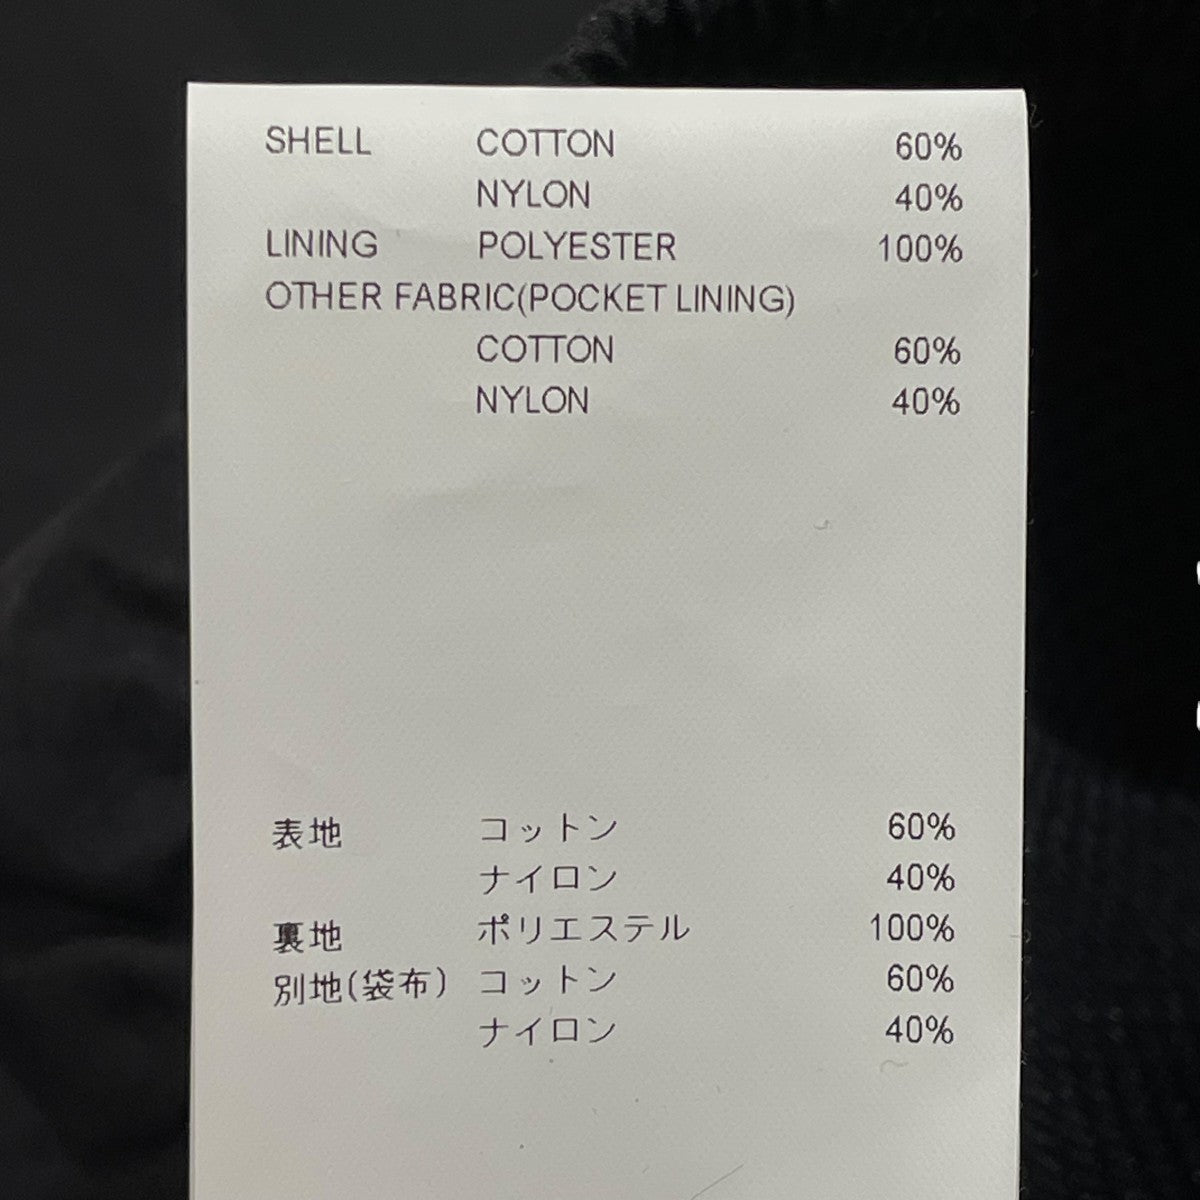 SHELL COTTON 60%
NYLON 40%
LINING POLYESTER 100%
OTHER FABRIC(POCKET LINING)
COTTON 60%
NYLON 40%
表地 コットン 60%
ナイロン 40%
裏地 ポリエステル 100%
別地(袋布) コットン 60%
ナイロン 40%